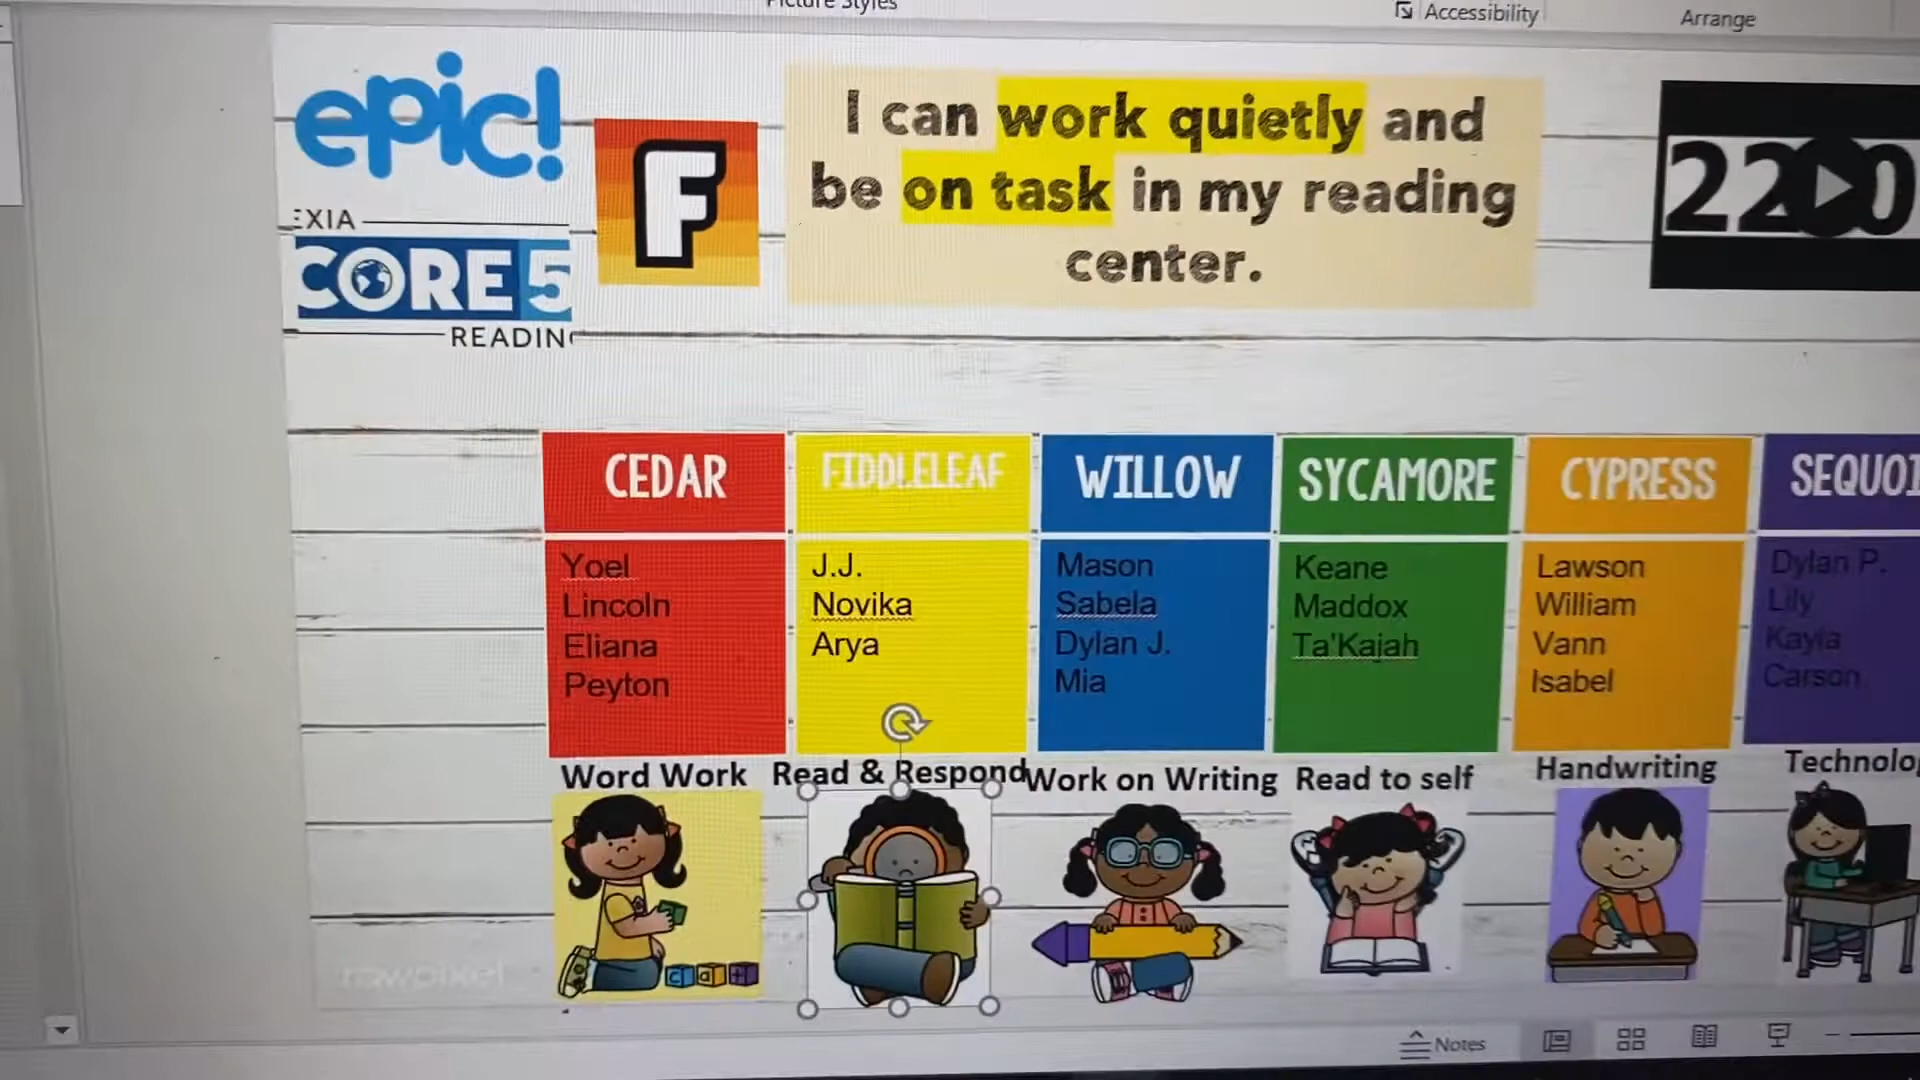 Picture Styles
Accessibility
Arrange
epic!
F
I can work quietly and
be on task in my reading
center.
EXIA
CORE5
READIN
CEDAR
FIDDLELEAF
WILLOW
SYCAMORE
CYPRESS
SEQUOI
Yoel
Lincoln
Eliana
Peyton
J.J.
Novika
Arya
Mason
Sabela
Dylan J.
Mia
Keane
Maddox
Ta'Kajah
Lawson
William
Vann
Isabel
Dylan P.
Lily
Kayla
Carson
Word Work
Read & Respond
Work on Writing
Read to self
Handwriting
Technolo
cat
rawpixel
Notes